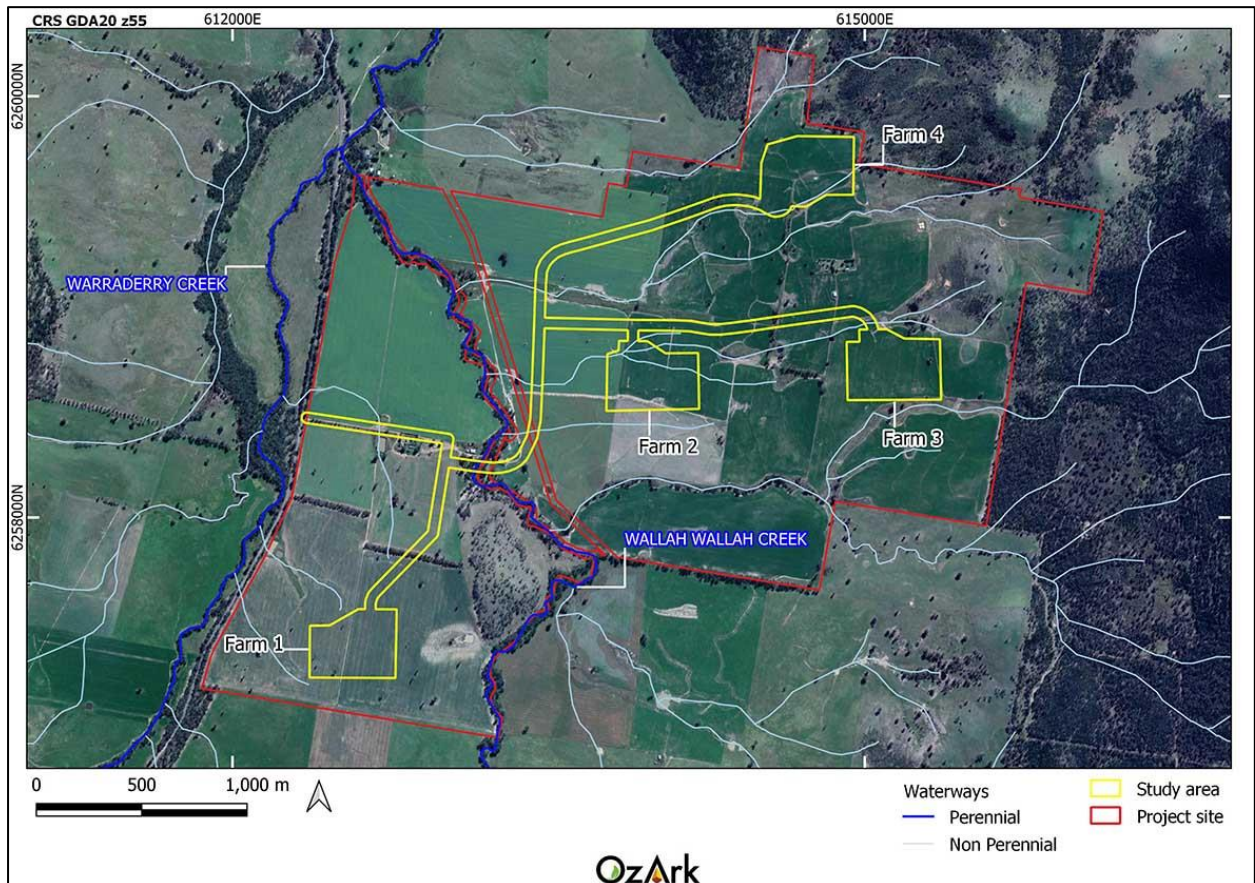 CRS GDA20 z55
612000E
615000E
6260000N
6258000N
Farm 4
WARRADERRY CREEK
Farm 2
Farm 3
WALLAH WALLAH CREEK
Farm 1
0 500 1,000 m
Waterways
Perennial
Non Perennial
Study area
Project site
OzArk